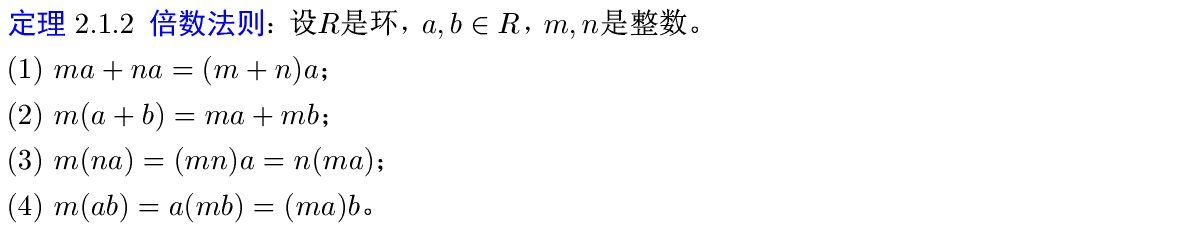 定理 2.1.2 倍数法则：设R是环，a, b ∈ R，m, n是整数。
(1) ma + na = (m + n)a；
(2) m(a + b) = ma + mb；
(3) m(na) = (mn)a = n(ma)；
(4) m(ab) = a(mb) = (ma)b。